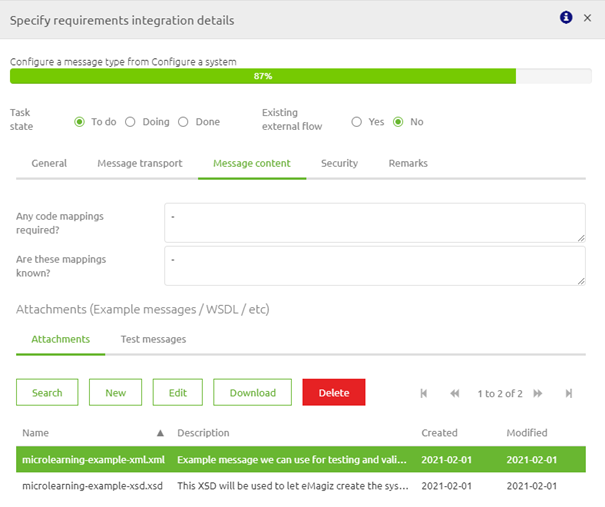 Specify requirements integration details
Configure a message type from Configure a system
87%
Task state To do Doing Done Existing external flow Yes No
General Message transport Message content Security Remarks
Any code mappings required? -
Are these mappings known? -
Attachments (Example messages / WSDL / etc)
Attachments Test messages
Search New Edit Download Delete 1 to 2 of 2
Name Description Created Modified
microlearning-example-xml.xml Example message we can use for testing and vali... 2021-02-01 2021-02-01
microlearning-example-xsd.xsd This XSD will be used to let eMagiz create the sys... 2021-02-01 2021-02-01